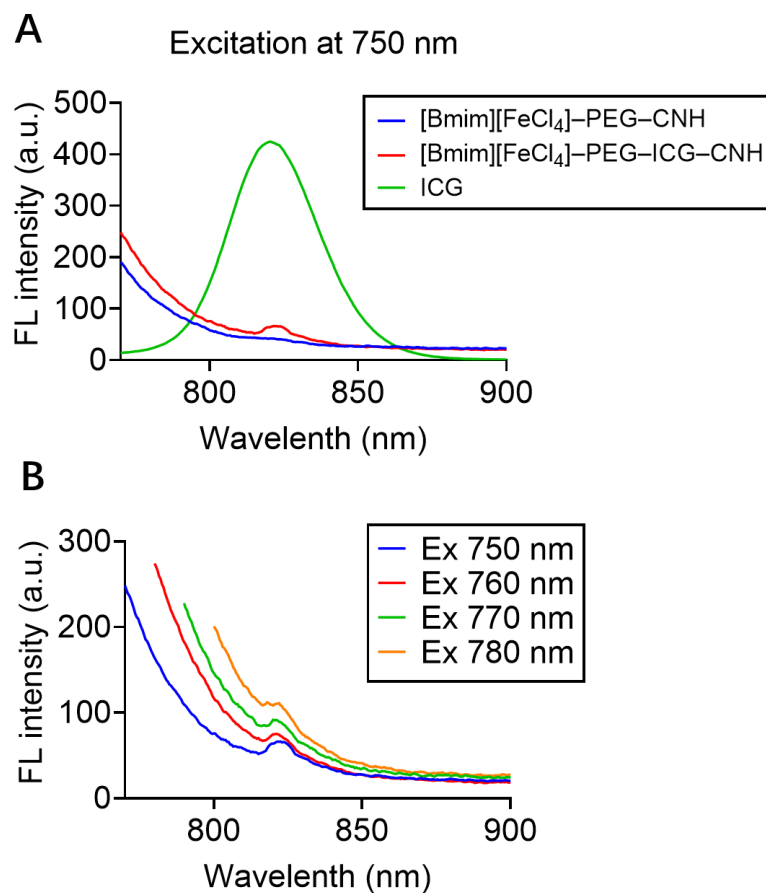 A
Excitation at 750 nm
FL intensity (a.u.)
500
400
300
200
100
0
[Bmim][FeCl₄]–PEG–CNH
[Bmim][FeCl₄]–PEG–ICG–CNH
ICG
800
850
900
Wavelenth (nm)
B
FL intensity (a.u.)
300
200
100
0
Ex 750 nm
Ex 760 nm
Ex 770 nm
Ex 780 nm
800
850
900
Wavelenth (nm)